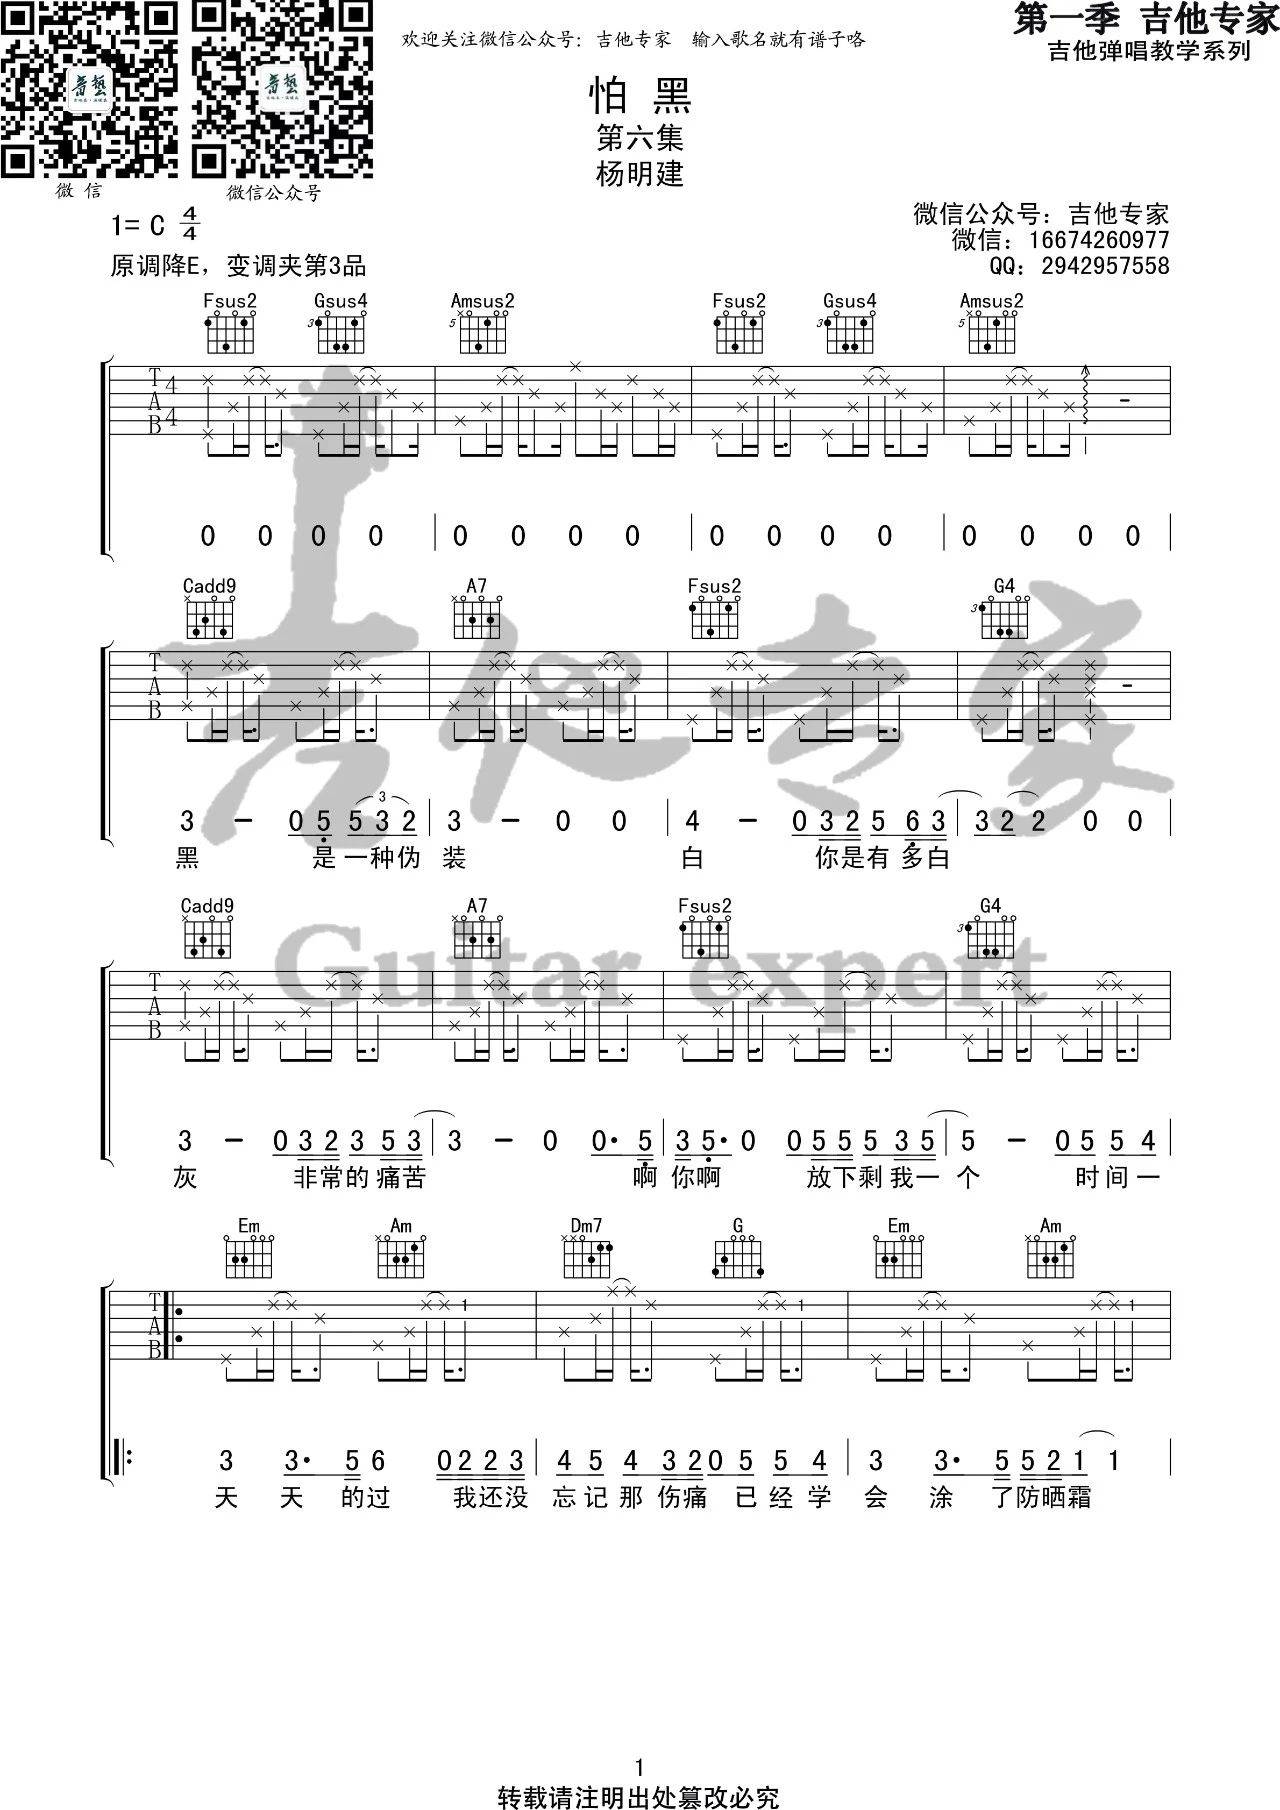 欢迎关注微信公众号：吉他专家 输入歌名就有谱子咯
第一季 吉他专家
吉他弹唱教学系列
怕 黑
第六集
杨明建
微 信
微信公众号
1= C 4/4
原调降E，变调夹第3品
微信公众号：吉他专家
微信：16674260977
QQ：2942957558
Fsus2 Gsus4 Amsus2 Fsus2 Gsus4 Amsus2
3 5 3 5
T A B 4 4
0 0 0 0 0 0 0 0 0 0 0 0 0 0 0 0
Cadd9 A7 Fsus2 G4
3
T A B
3
3 - 0 5 5 3 2 3 - 0 0 4 - 0 3 2 5 6 3 3 2 2 0 0
黑 是一种伪 装 白 你是有 多白
Cadd9 A7 Fsus2 G4
3
T A B
3 - 0 3 2 3 5 3 3 - 0 0· 5 3 5· 0 0 5 5 5 3 5 5 - 0 5 5 4
灰 非常的 痛苦 啊 你啊 放下剩 我一 个 时间一
Em Am Dm7 G Em Am
T A B 1 1 1
3 3· 5 6 0 2 2 3 4 5 4 3 2 0 5 5 4 3 3· 5 5 2 1 1
天 天 的过 我还没 忘记那 伤痛 已经学 会 涂 了防晒霜
吉他专家
Guitar expert
1
转载请注明出处篡改必究